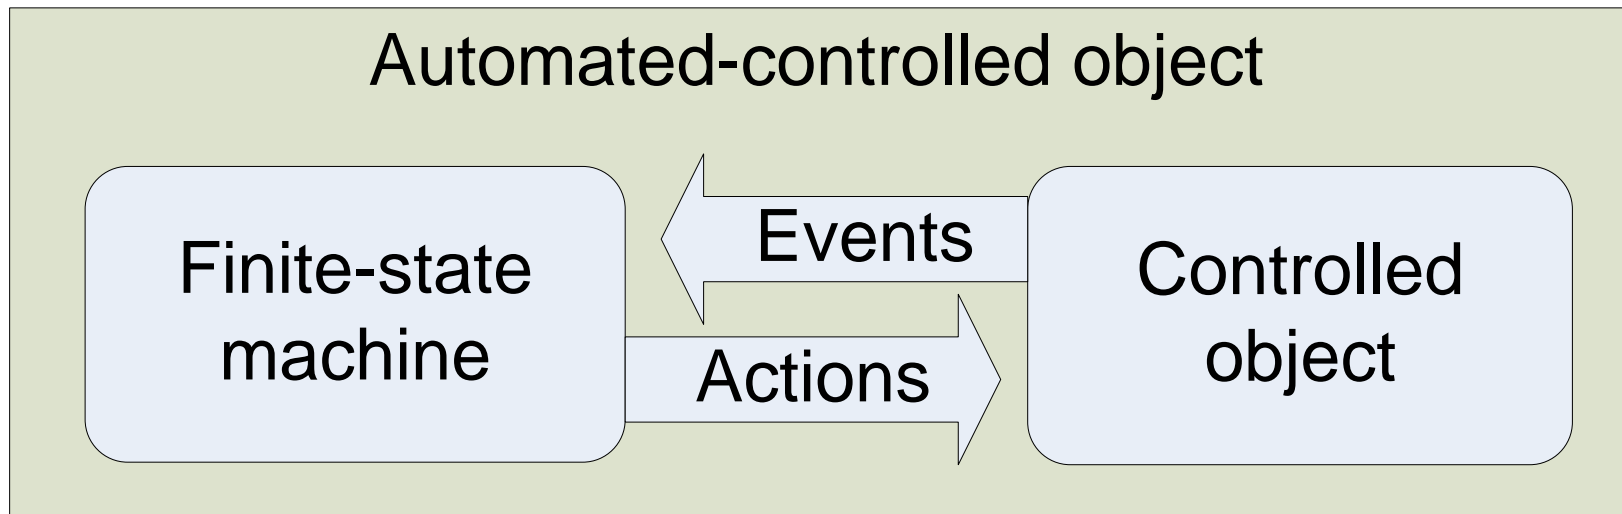 Automated-controlled object
Finite-state
machine
Events
Actions
Controlled
object